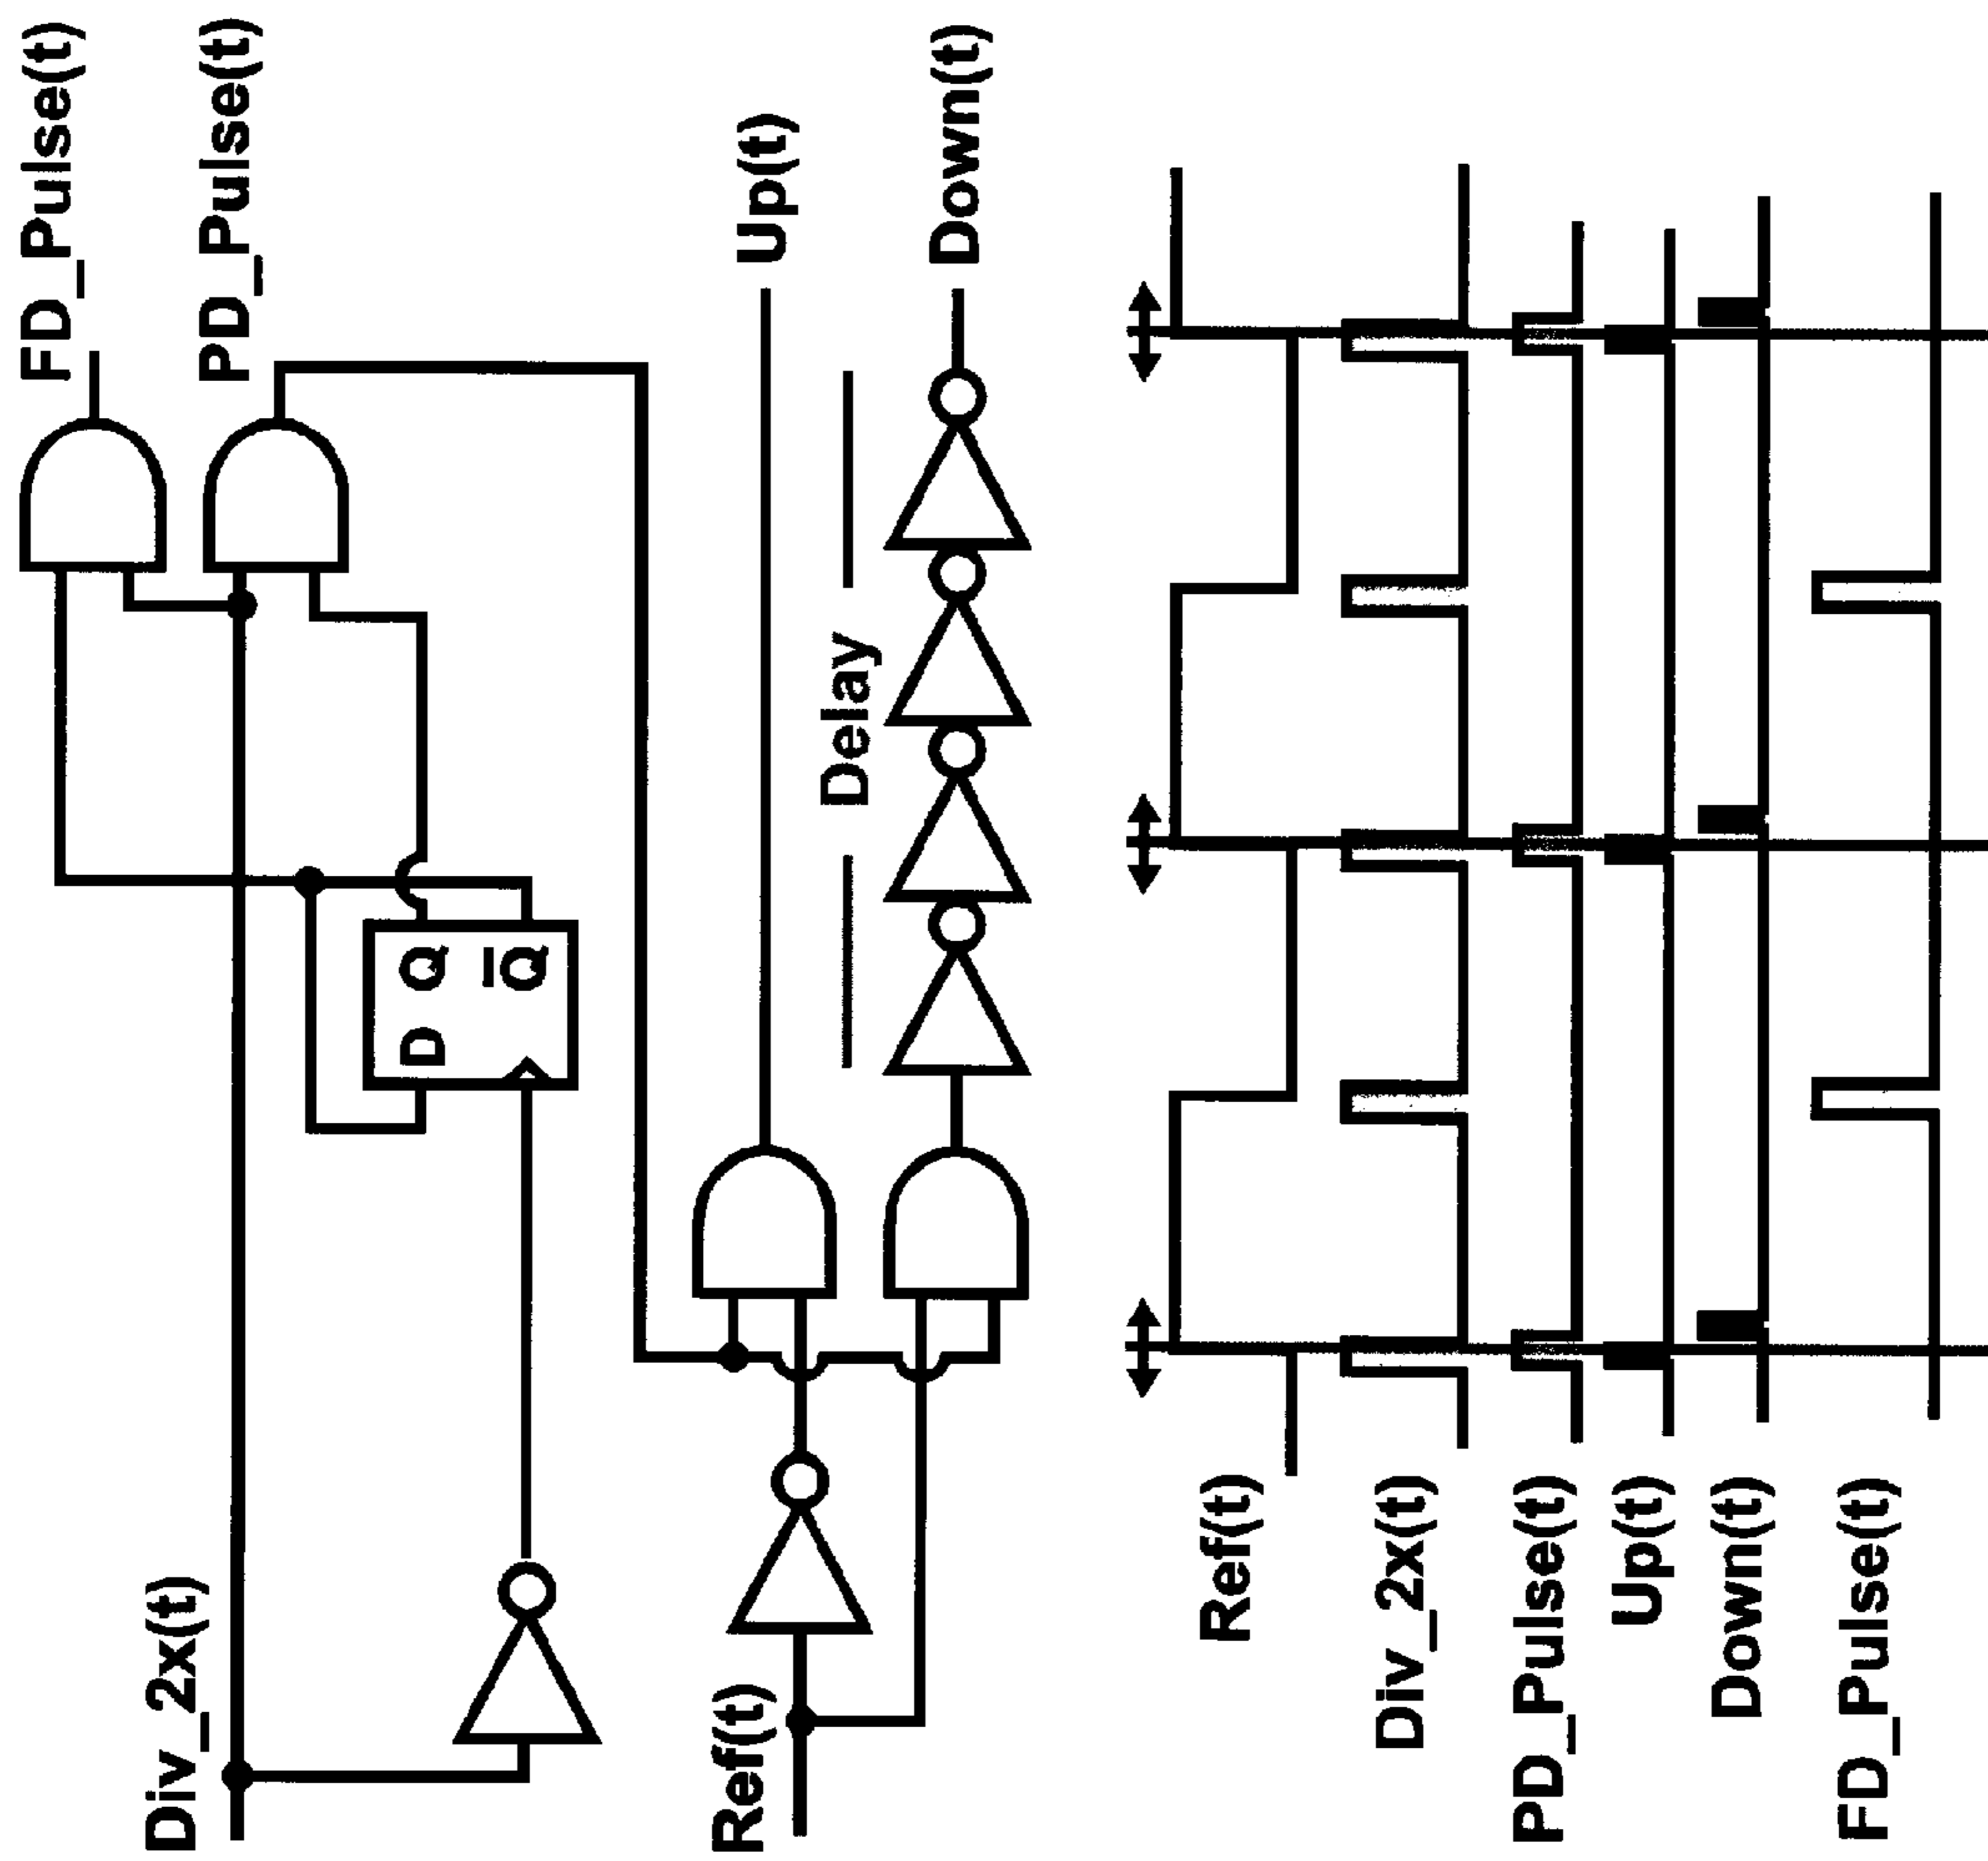 FD_Pulse(t)
PD_Pulse(t)
Div_2x(t)
D Q
Q
Ref(t)
Up(t)
Delay
Down(t)
Ref(t)
Div_2x(t)
PD_Pulse(t)
Up(t)
Down(t)
FD_Pulse(t)